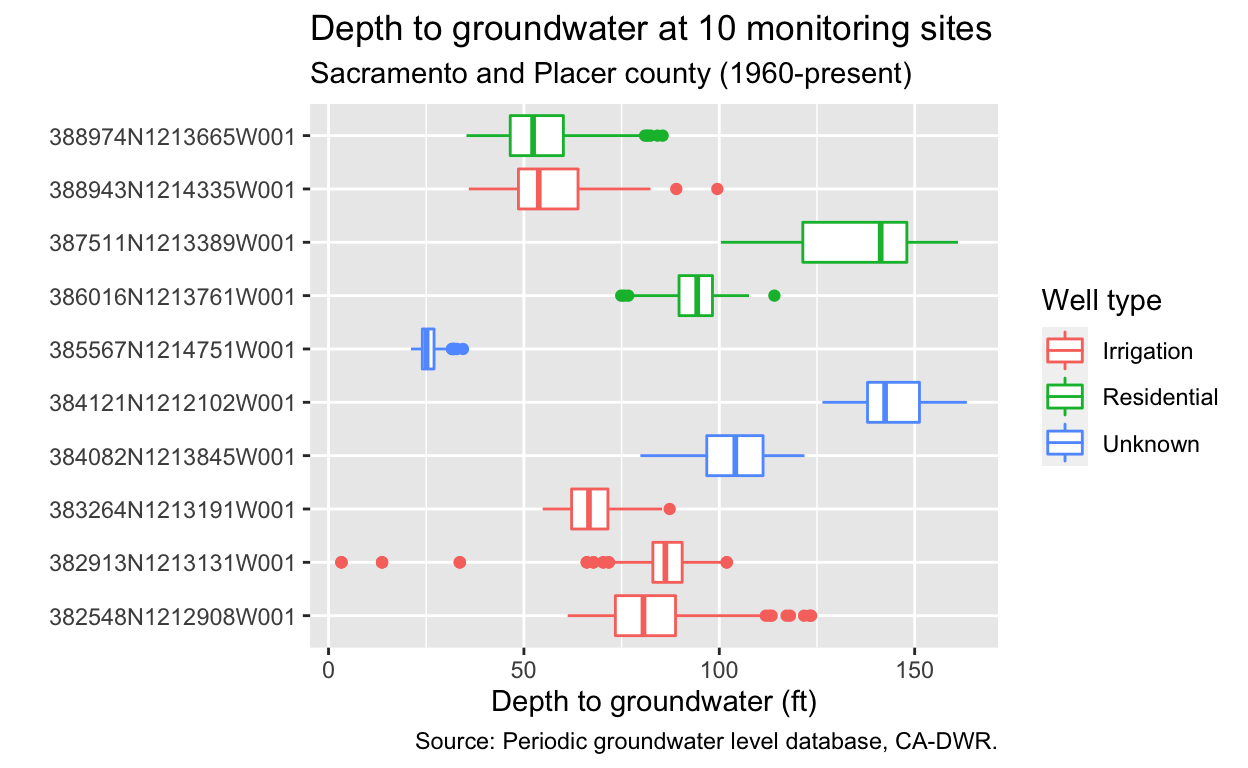 Depth to groundwater at 10 monitoring sites
Sacramento and Placer county (1960-present)
388974N1213665W001
388943N1214335W001
387511N1213389W001
386016N1213761W001
385567N1214751W001
384121N1212102W001
384082N1213845W001
383264N1213191W001
382913N1213131W001
382548N1212908W001
0 50 100 150
Depth to groundwater (ft)
Source: Periodic groundwater level database, CA-DWR.
Well type
Irrigation
Residential
Unknown